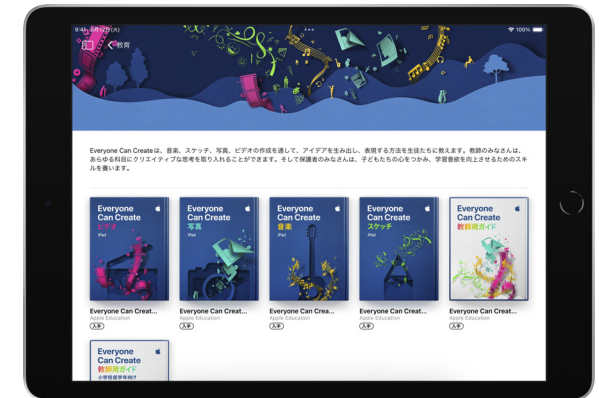 9:41 6月12日(火)
100%
教育
Everyone Can Createは、音楽、スケッチ、写真、ビデオの作成を通して、アイデアを生み出し、表現する方法を生徒たちに教えます。教師のみなさんは、
あらゆる科目にクリエイティブな思考を取り入れることができます。そして保護者のみなさんは、子どもたちの心をつかみ、学習意欲を向上させるためのスキ
ルを養います。
Everyone
Can Create
ビデオ
iPad
Everyone
Can Create
写真
iPad
Everyone
Can Create
音楽
iPad
Everyone
Can Create
スケッチ
iPad
Everyone
Can Create
教師用ガイド
Everyone Can Creat...
Apple Education
入手
Everyone Can Creat...
Apple Education
入手
Everyone Can Creat...
Apple Education
入手
Everyone Can Creat...
Apple Education
入手
Everyone Can Creat...
Apple Education
入手
Everyone
Can Create
教師用ガイド
小学校低学年向け